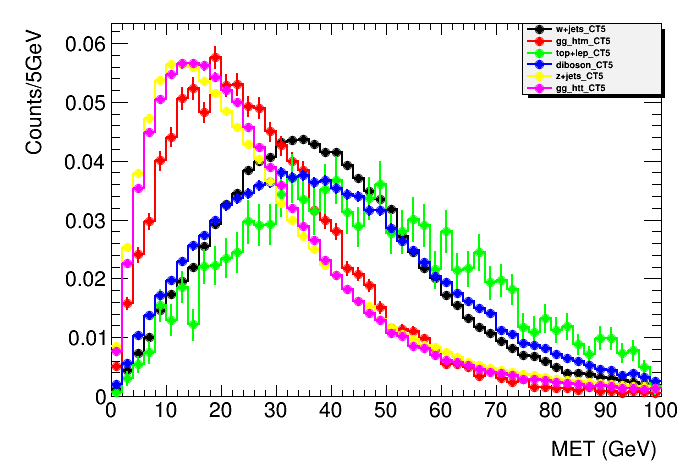 w+jets_CT5
gg_htm_CT5
top+lep_CT5
diboson_CT5
z+jets_CT5
gg_htt_CT5
Counts/5GeV
0.06
0.05
0.04
0.03
0.02
0.01
0
0 10 20 30 40 50 60 70 80 90 100
MET (GeV)